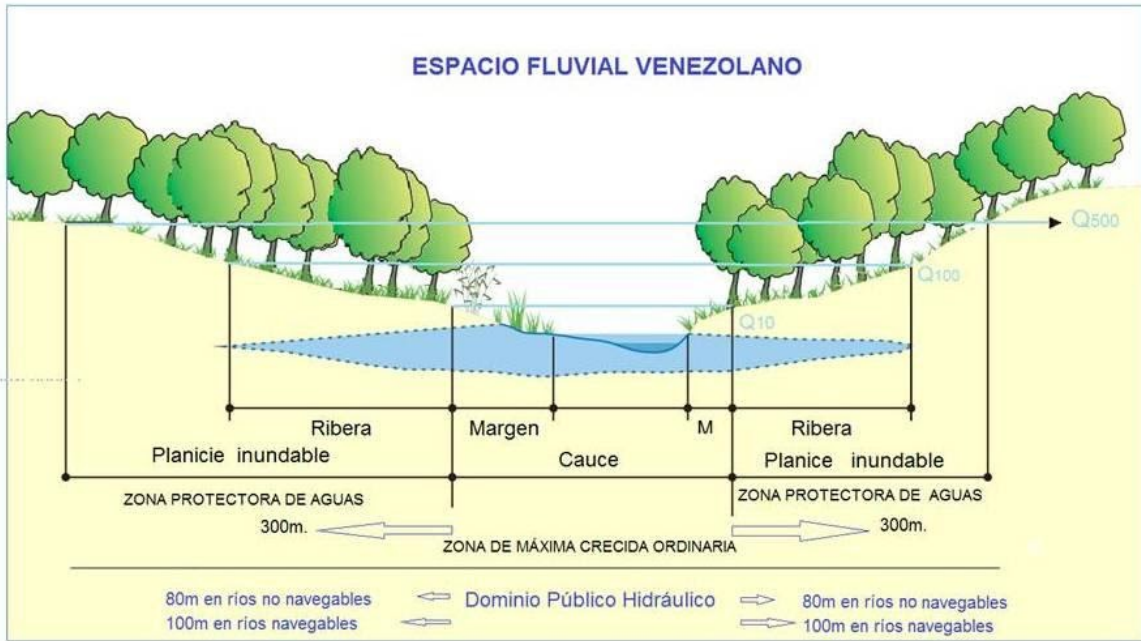 ESPACIO FLUVIAL VENEZOLANO
Q500
Q100
Q10
Ribera Margen M Ribera
Planicie inundable Cauce Planice inundable
ZONA PROTECTORA DE AGUAS ZONA PROTECTORA DE AGUAS
300m. 300m.
ZONA DE MÁXIMA CRECIDA ORDINARIA
80m en ríos no navegables Dominio Público Hidráulico 80m en ríos no navegables
100m en ríos navegables 100m en ríos navegables